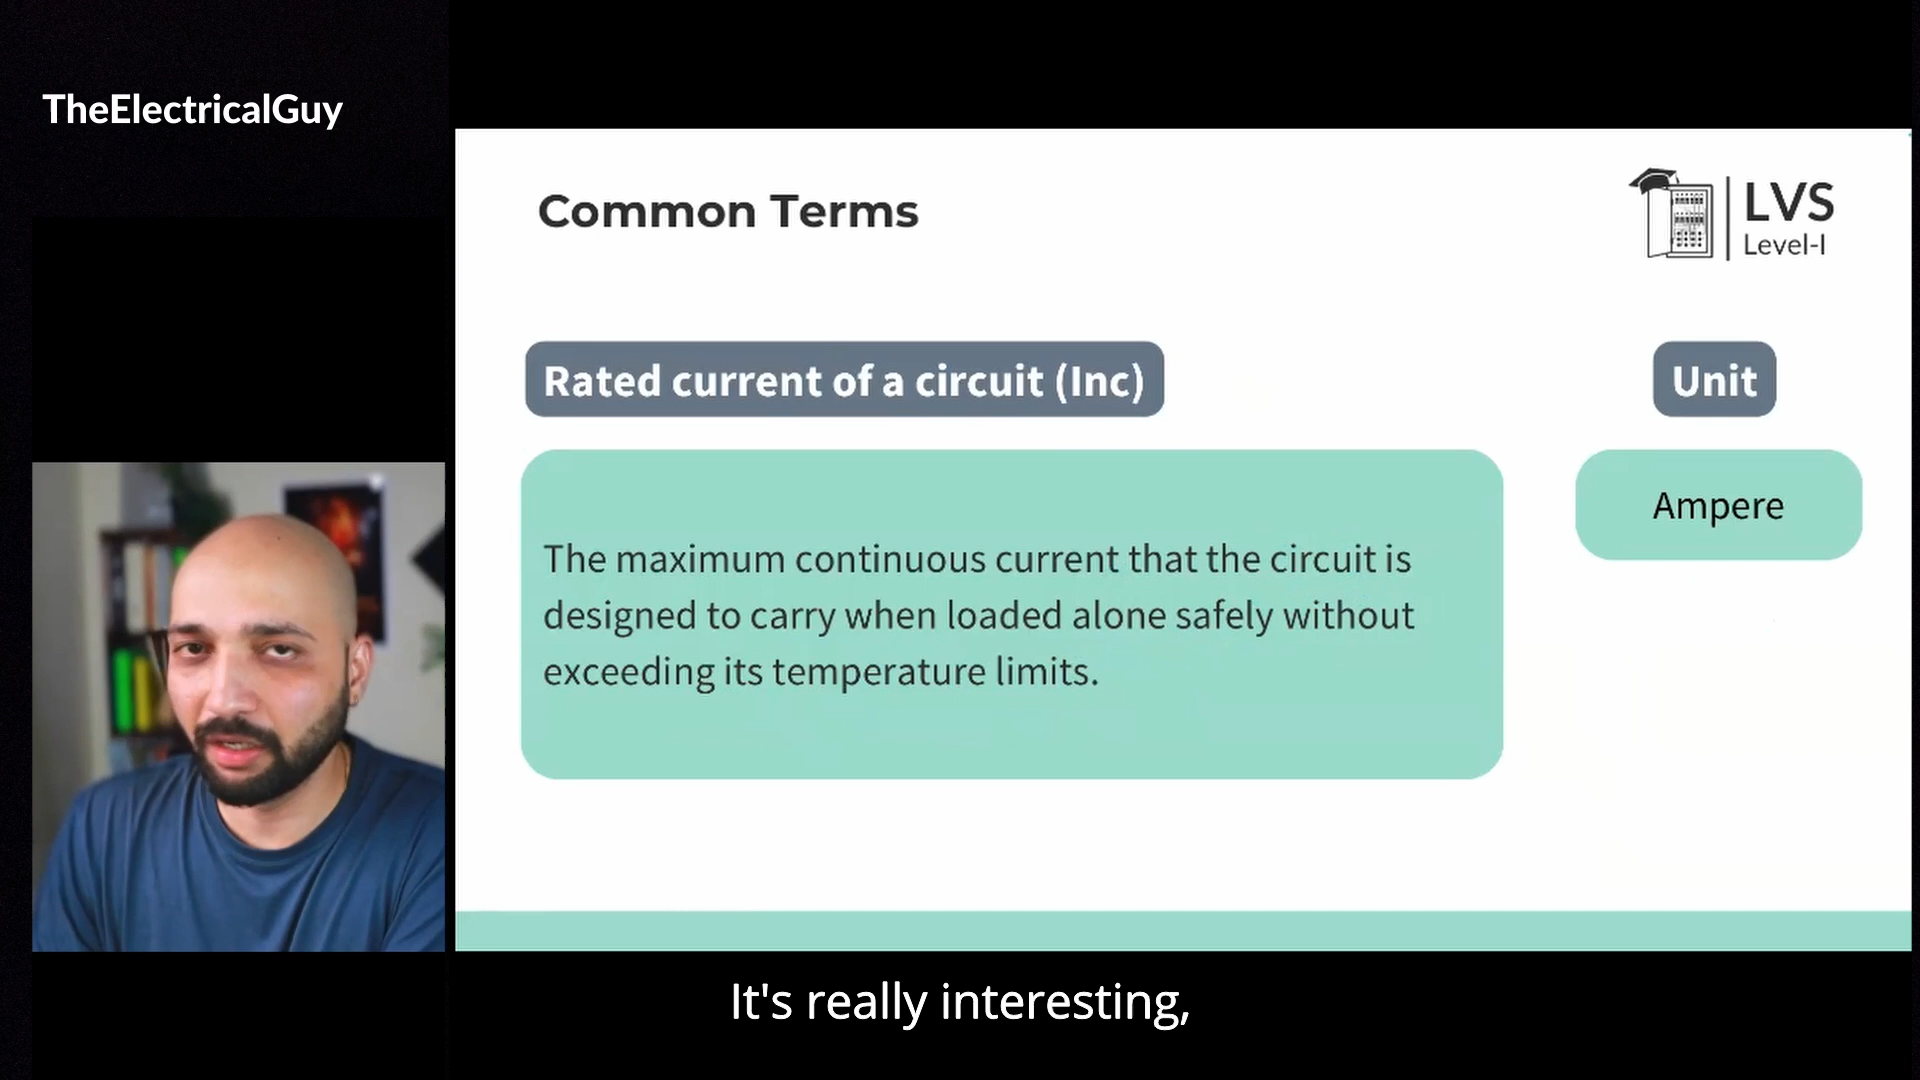 TheElectricalGuy
Common Terms
LVS
Level-I
Rated current of a circuit (Inc)
Unit
The maximum continuous current that the circuit is
designed to carry when loaded alone safely without
exceeding its temperature limits.
Ampere
It's really interesting,